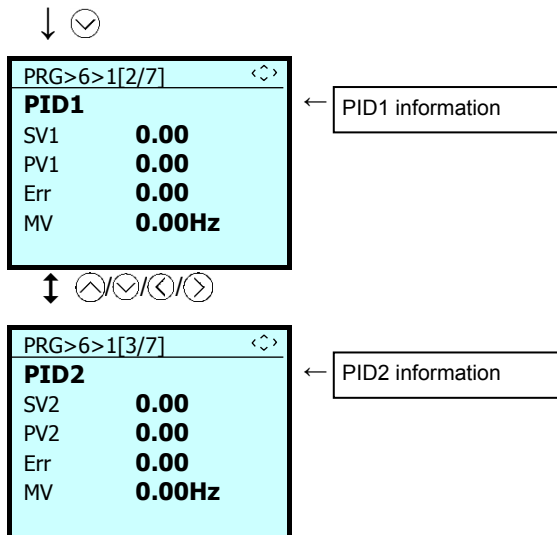 PRG>6>1[2/7]
PID1
SV1 0.00
PV1 0.00
Err 0.00
MV 0.00Hz
← PID1 information
PRG>6>1[3/7]
PID2
SV2 0.00
PV2 0.00
Err 0.00
MV 0.00Hz
← PID2 information